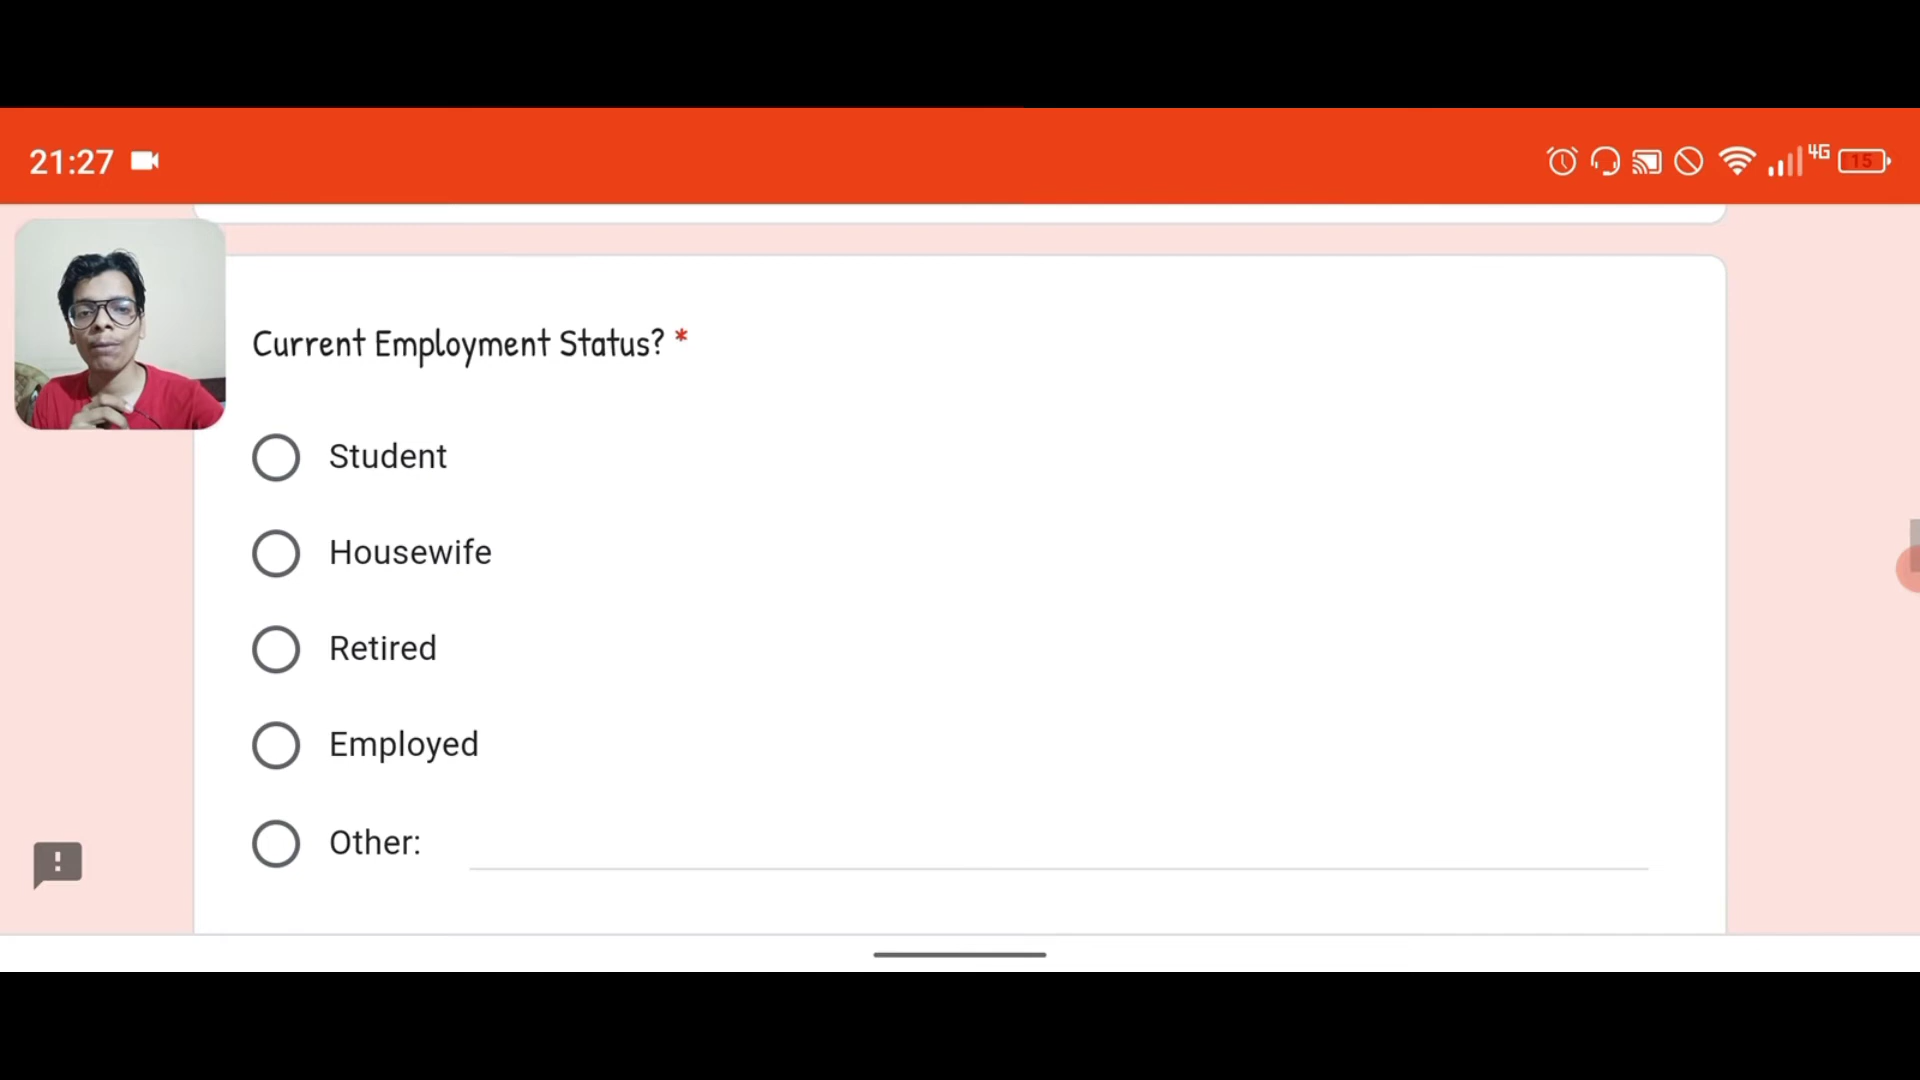 21:27
4G
15
Current Employment Status? *
Student
Housewife
Retired
Employed
Other: